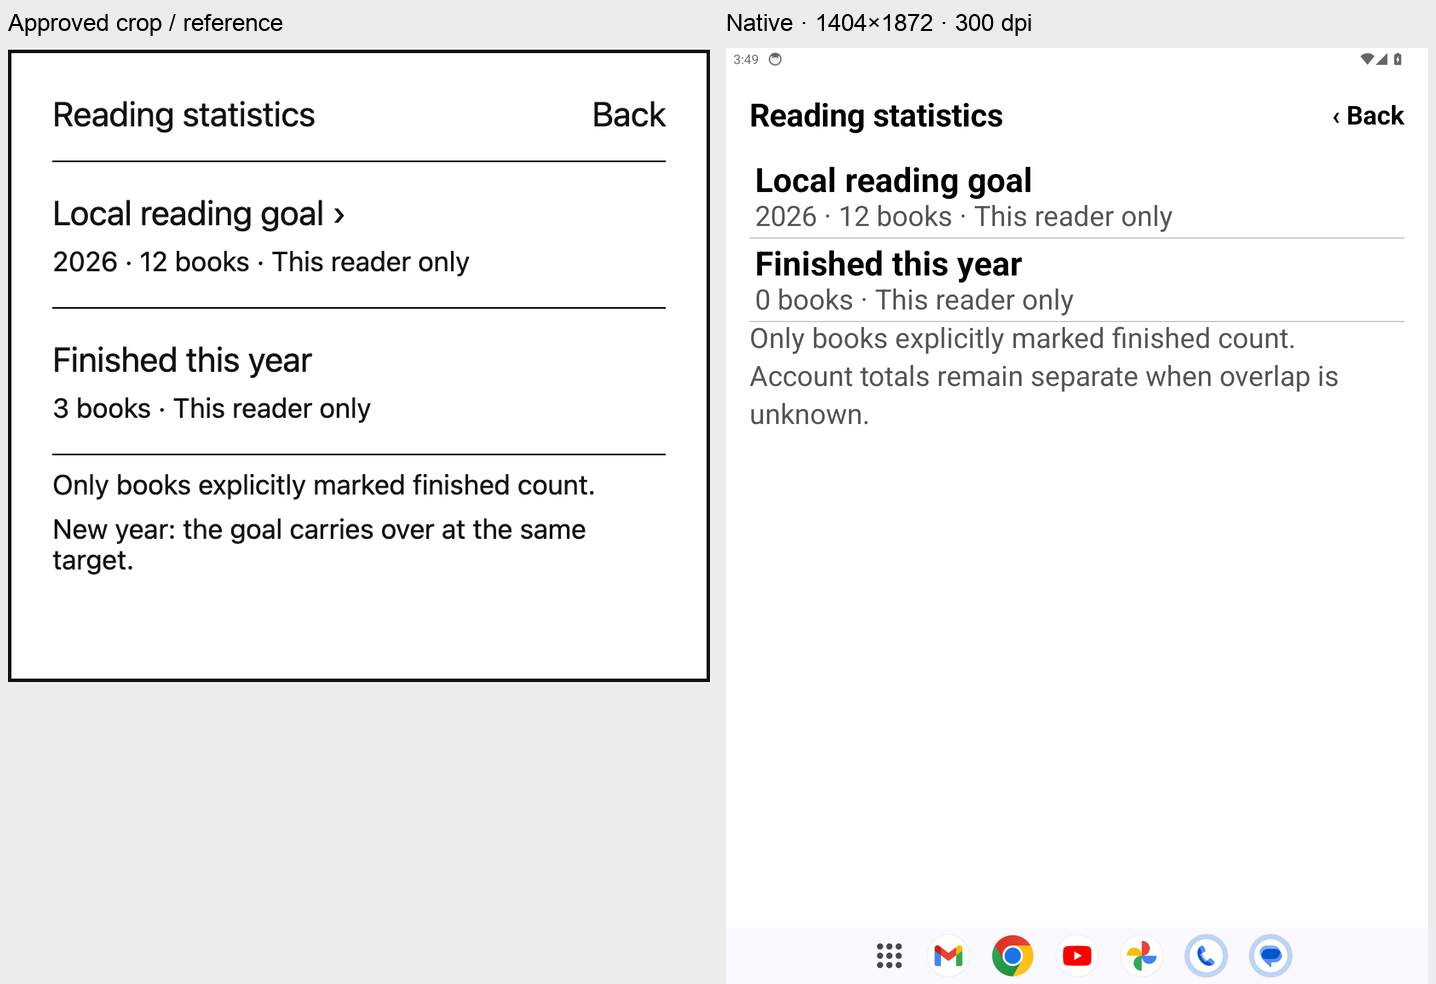 Approved crop / reference
Reading statistics
Back
Local reading goal ›
2026 · 12 books · This reader only
Finished this year
3 books · This reader only
Only books explicitly marked finished count.
New year: the goal carries over at the same
target.
Native · 1404×1872 · 300 dpi
3:49
Reading statistics
‹ Back
Local reading goal
2026 · 12 books · This reader only
Finished this year
0 books · This reader only
Only books explicitly marked finished count.
Account totals remain separate when overlap is
unknown.